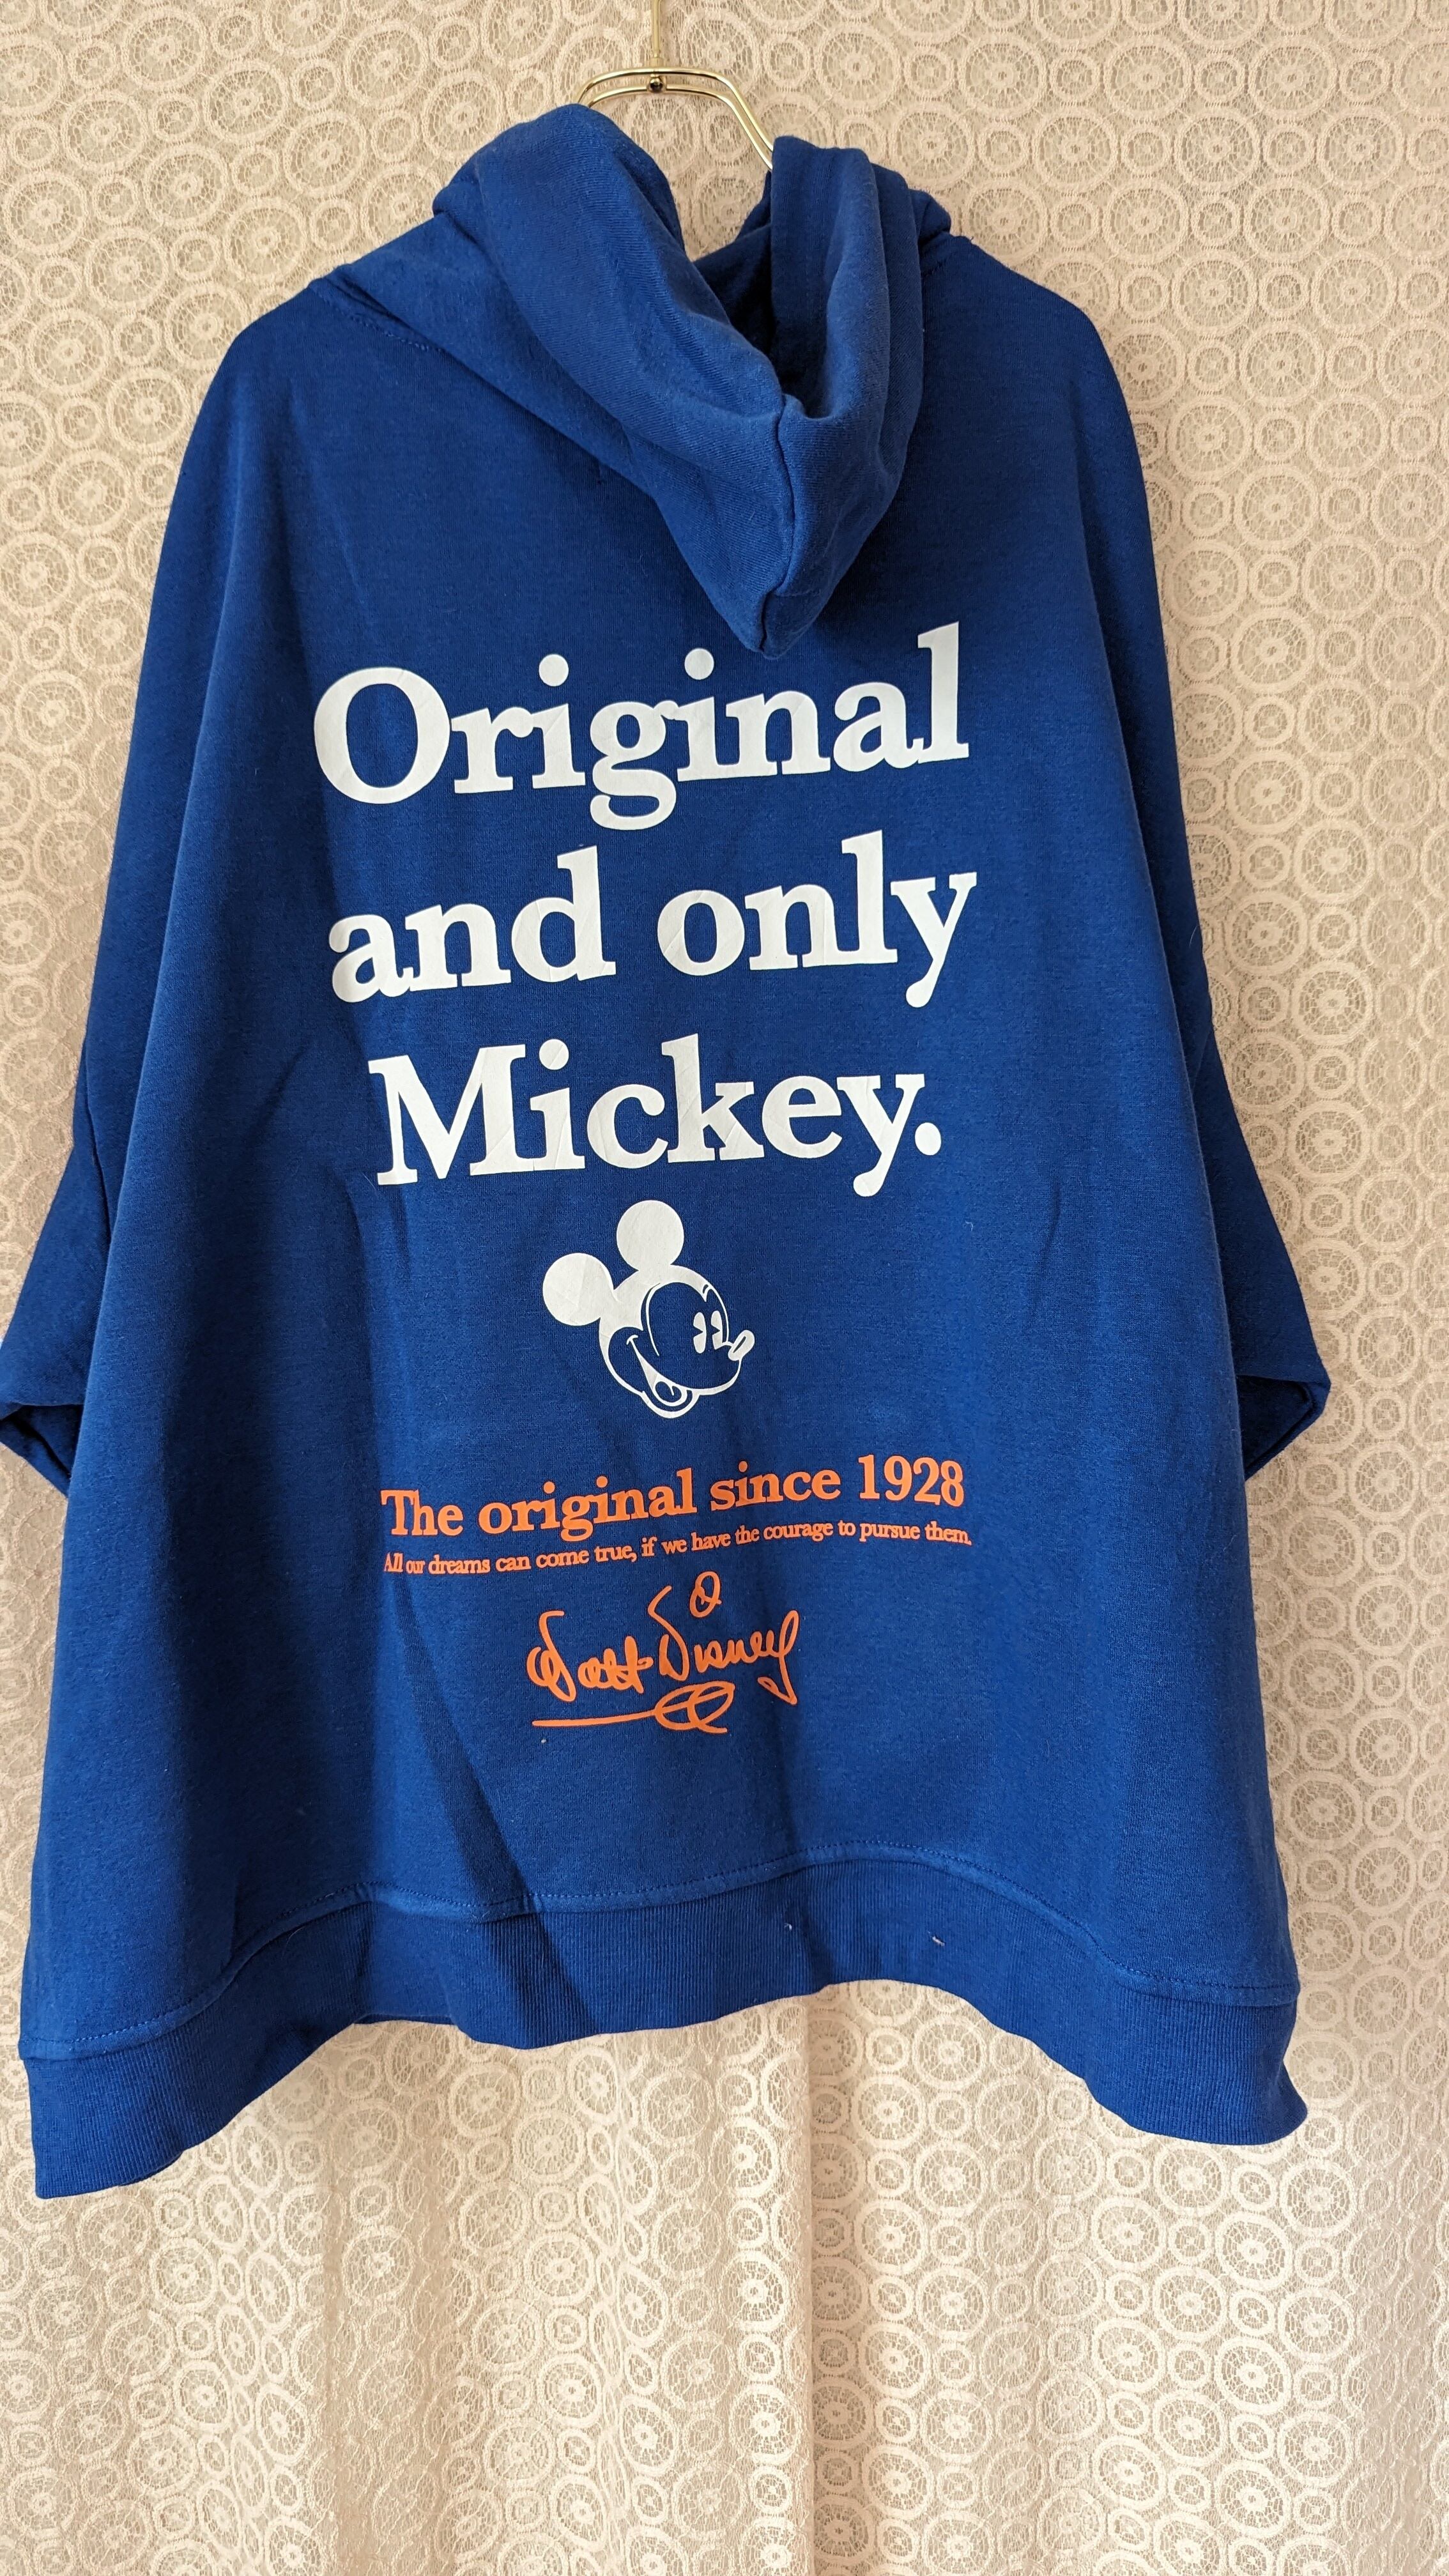 Original
and only
Mickey.
The original since 1928
All our dreams can come true, if we have the courage to pursue them.
Walt Disney